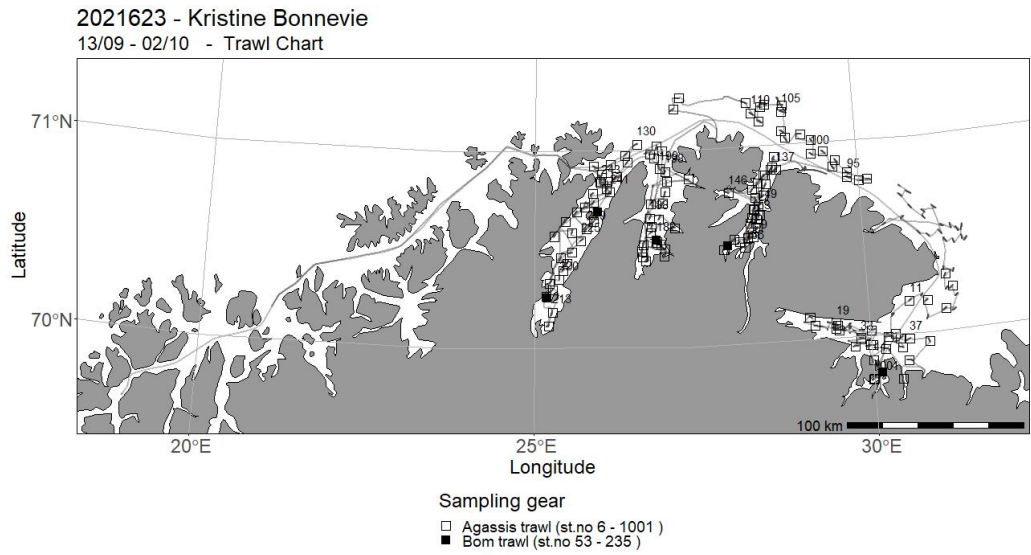 2021623 - Kristine Bonnevie
13/09 - 02/10 - Trawl Chart
Latitude
71°N
70°N
110
105
130
100
137
95
146
11
19
37
213
100 km
20°E
25°E
30°E
Longitude
Sampling gear
Agassis trawl (st.no 6 - 1001 )
Bom trawl (st.no 53 - 235 )